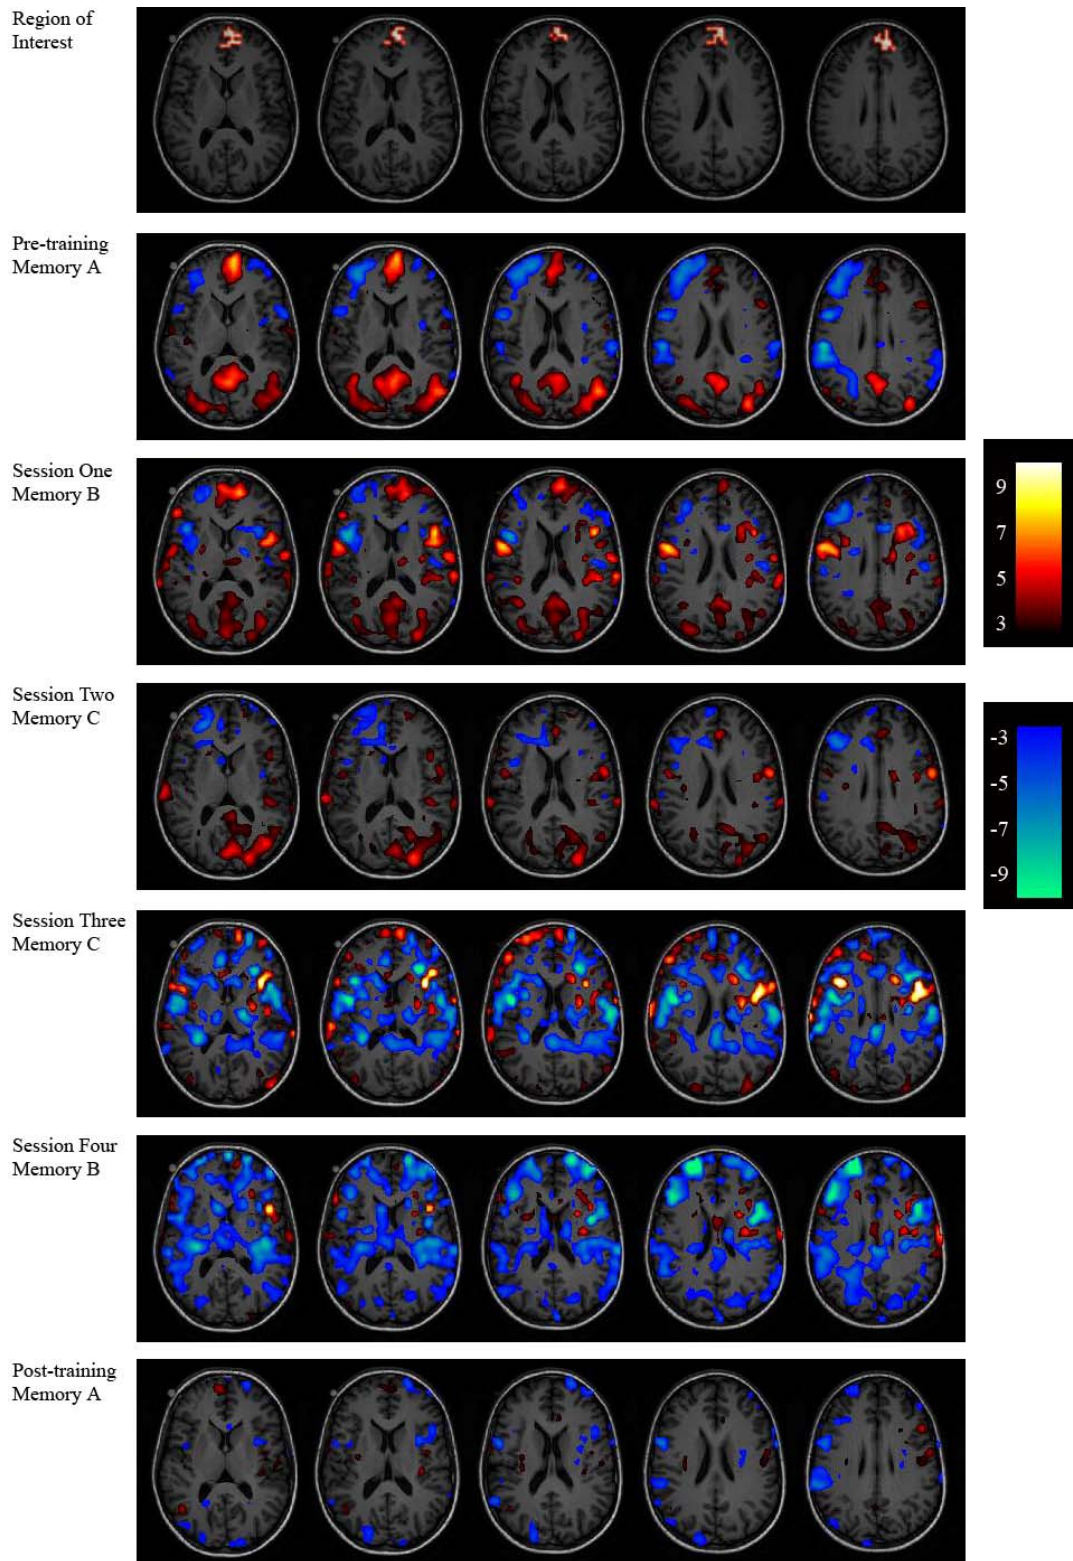 Region of
Interest
Pre-training
Memory A
Session One
Memory B
9
7
5
3
Session Two
Memory C
-3
-5
-7
-9
Session Three
Memory C
Session Four
Memory B
Post-training
Memory A